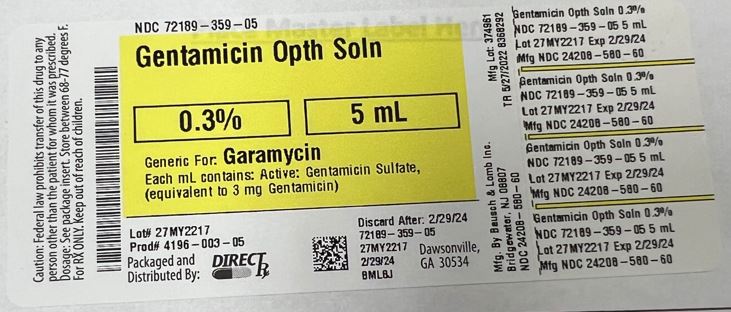 Caution: Federal law prohibits transfer of this drug to any
person other than the patient for whom it was prescribed.
Dosage: See package insert. Store between 68-77 degrees F.
For RX ONLY. Keep out of reach of children.
NDC 72189-359-05
Gentamicin Opth Soln
0.3%
5 mL
Generic For: Garamycin
Each mL contains: Active: Gentamicin Sulfate,
(equivalent to 3 mg Gentamicin)
Lot# 27MY2217
Prod# 4196-003-05
Packaged and
Distributed By:
DIRECT Rx
Discard After: 2/29/24
72189-359-05
27MY2217
2/29/24
BMLBJ
Dawsonville,
GA 30534
Mfg Lot: 374961
TR 5/27/2022 8368292
Mfg. By Bausch & Lomb Inc.
Bridgewater, NJ 08807
NDC 24208-580-60
Gentamicin Opth Soln 0.3%
NDC 72189-359-05 5 mL
Lot 27MY2217 Exp 2/29/24
Mfg NDC 24208-580-60
Gentamicin Opth Soln 0.3%
NDC 72189-359-05 5 mL
Lot 27MY2217 Exp 2/29/24
Mfg NDC 24208-580-60
Gentamicin Opth Soln 0.3%
NDC 72189-359-05 5 mL
Lot 27MY2217 Exp 2/29/24
Mfg NDC 24208-580-60
Gentamicin Opth Soln 0.3%
NDC 72189-359-05 5 mL
Lot 27MY2217 Exp 2/29/24
Mfg NDC 24208-580-60